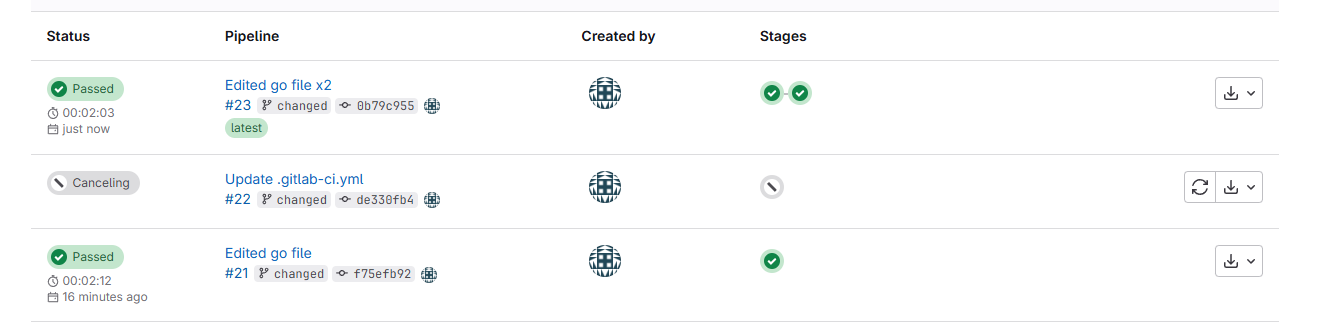 Status Pipeline Created by Stages
Passed
00:02:03
just now
Edited go file x2
#23 changed 0b79c955
latest
Canceling
Update .gitlab-ci.yml
#22 changed de330fb4
Passed
00:02:12
16 minutes ago
Edited go file
#21 changed f75efb92